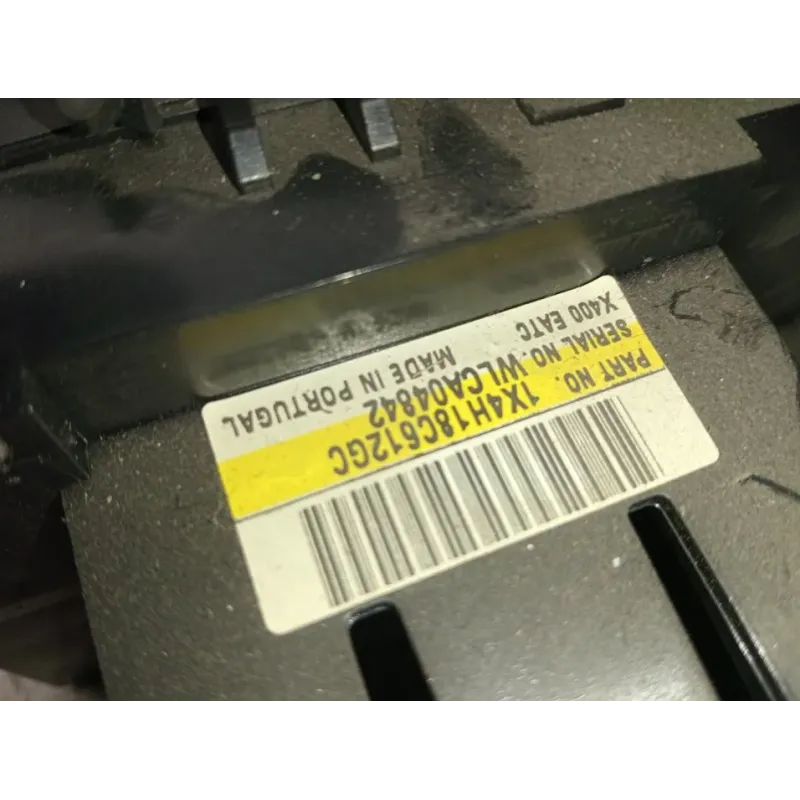 PART NO. 1X4H18C612GC
SERIAL NO. WLCA04842
X400 EATC MADE IN PORTUGAL